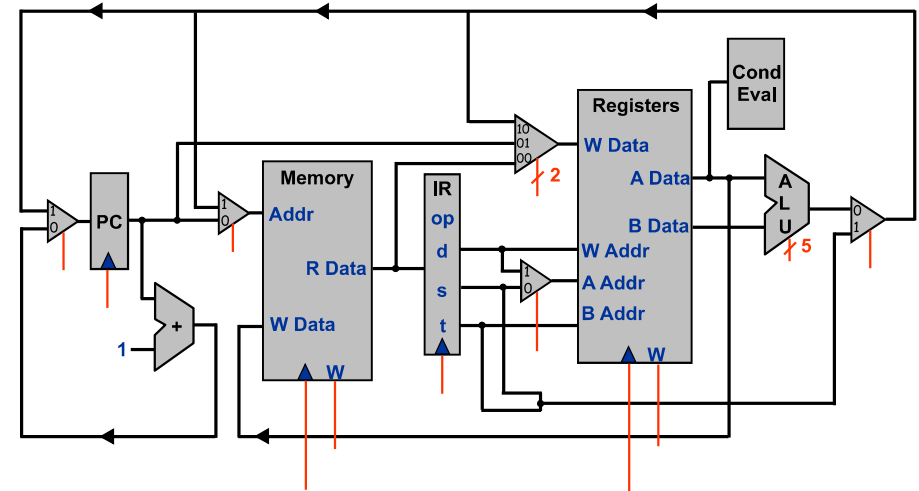 Cond
Eval
Registers
10
01
00
W Data
2
Memory
IR
A Data
A
L
U
1
0
PC
1
0
Addr
op
B Data
0
1
5
d
W Addr
R Data
s
1
0
A Addr
W Data
t
B Addr
+
1
W
W